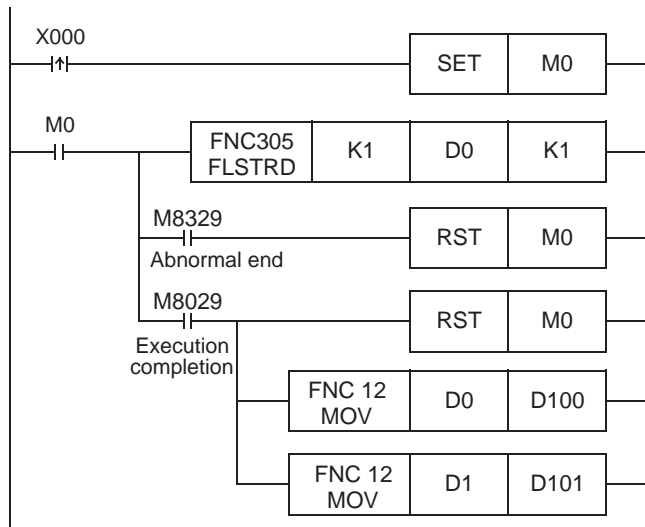 X000
SET M0
M0
FNC305 FLSTRD K1 D0 K1
M8329
RST M0
Abnormal end
M8029
RST M0
Execution
completion
FNC 12 MOV D0 D100
FNC 12 MOV D1 D101